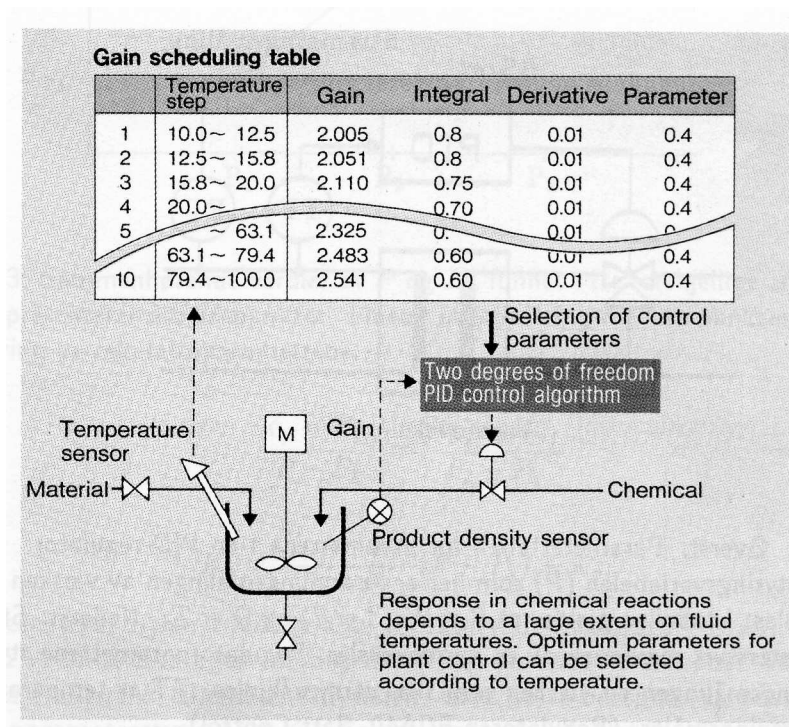 Gain scheduling table
Temperature step Gain Integral Derivative Parameter
1 10.0~ 12.5 2.005 0.8 0.01 0.4
2 12.5~ 15.8 2.051 0.8 0.01 0.4
3 15.8~ 20.0 2.110 0.75 0.01 0.4
4 20.0~ 0.70 0.01 0.4
5 ~ 63.1 2.325 0. 0.01
63.1~ 79.4 2.483 0.60 0.01 0.4
10 79.4~100.0 2.541 0.60 0.01 0.4
Selection of control
parameters
Two degrees of freedom
PID control algorithm
M
Gain
Temperature
sensor
Material
Chemical
Product density sensor
Response in chemical reactions
depends to a large extent on fluid
temperatures. Optimum parameters for
plant control can be selected
according to temperature.